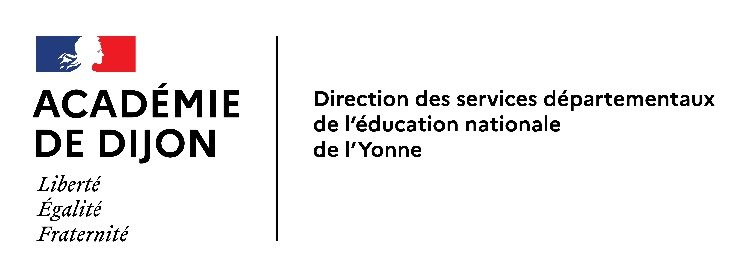 ACADÉMIE
DE DIJON
Liberté
Égalité
Fraternité
Direction des services départementaux
de l'éducation nationale
de l'Yonne